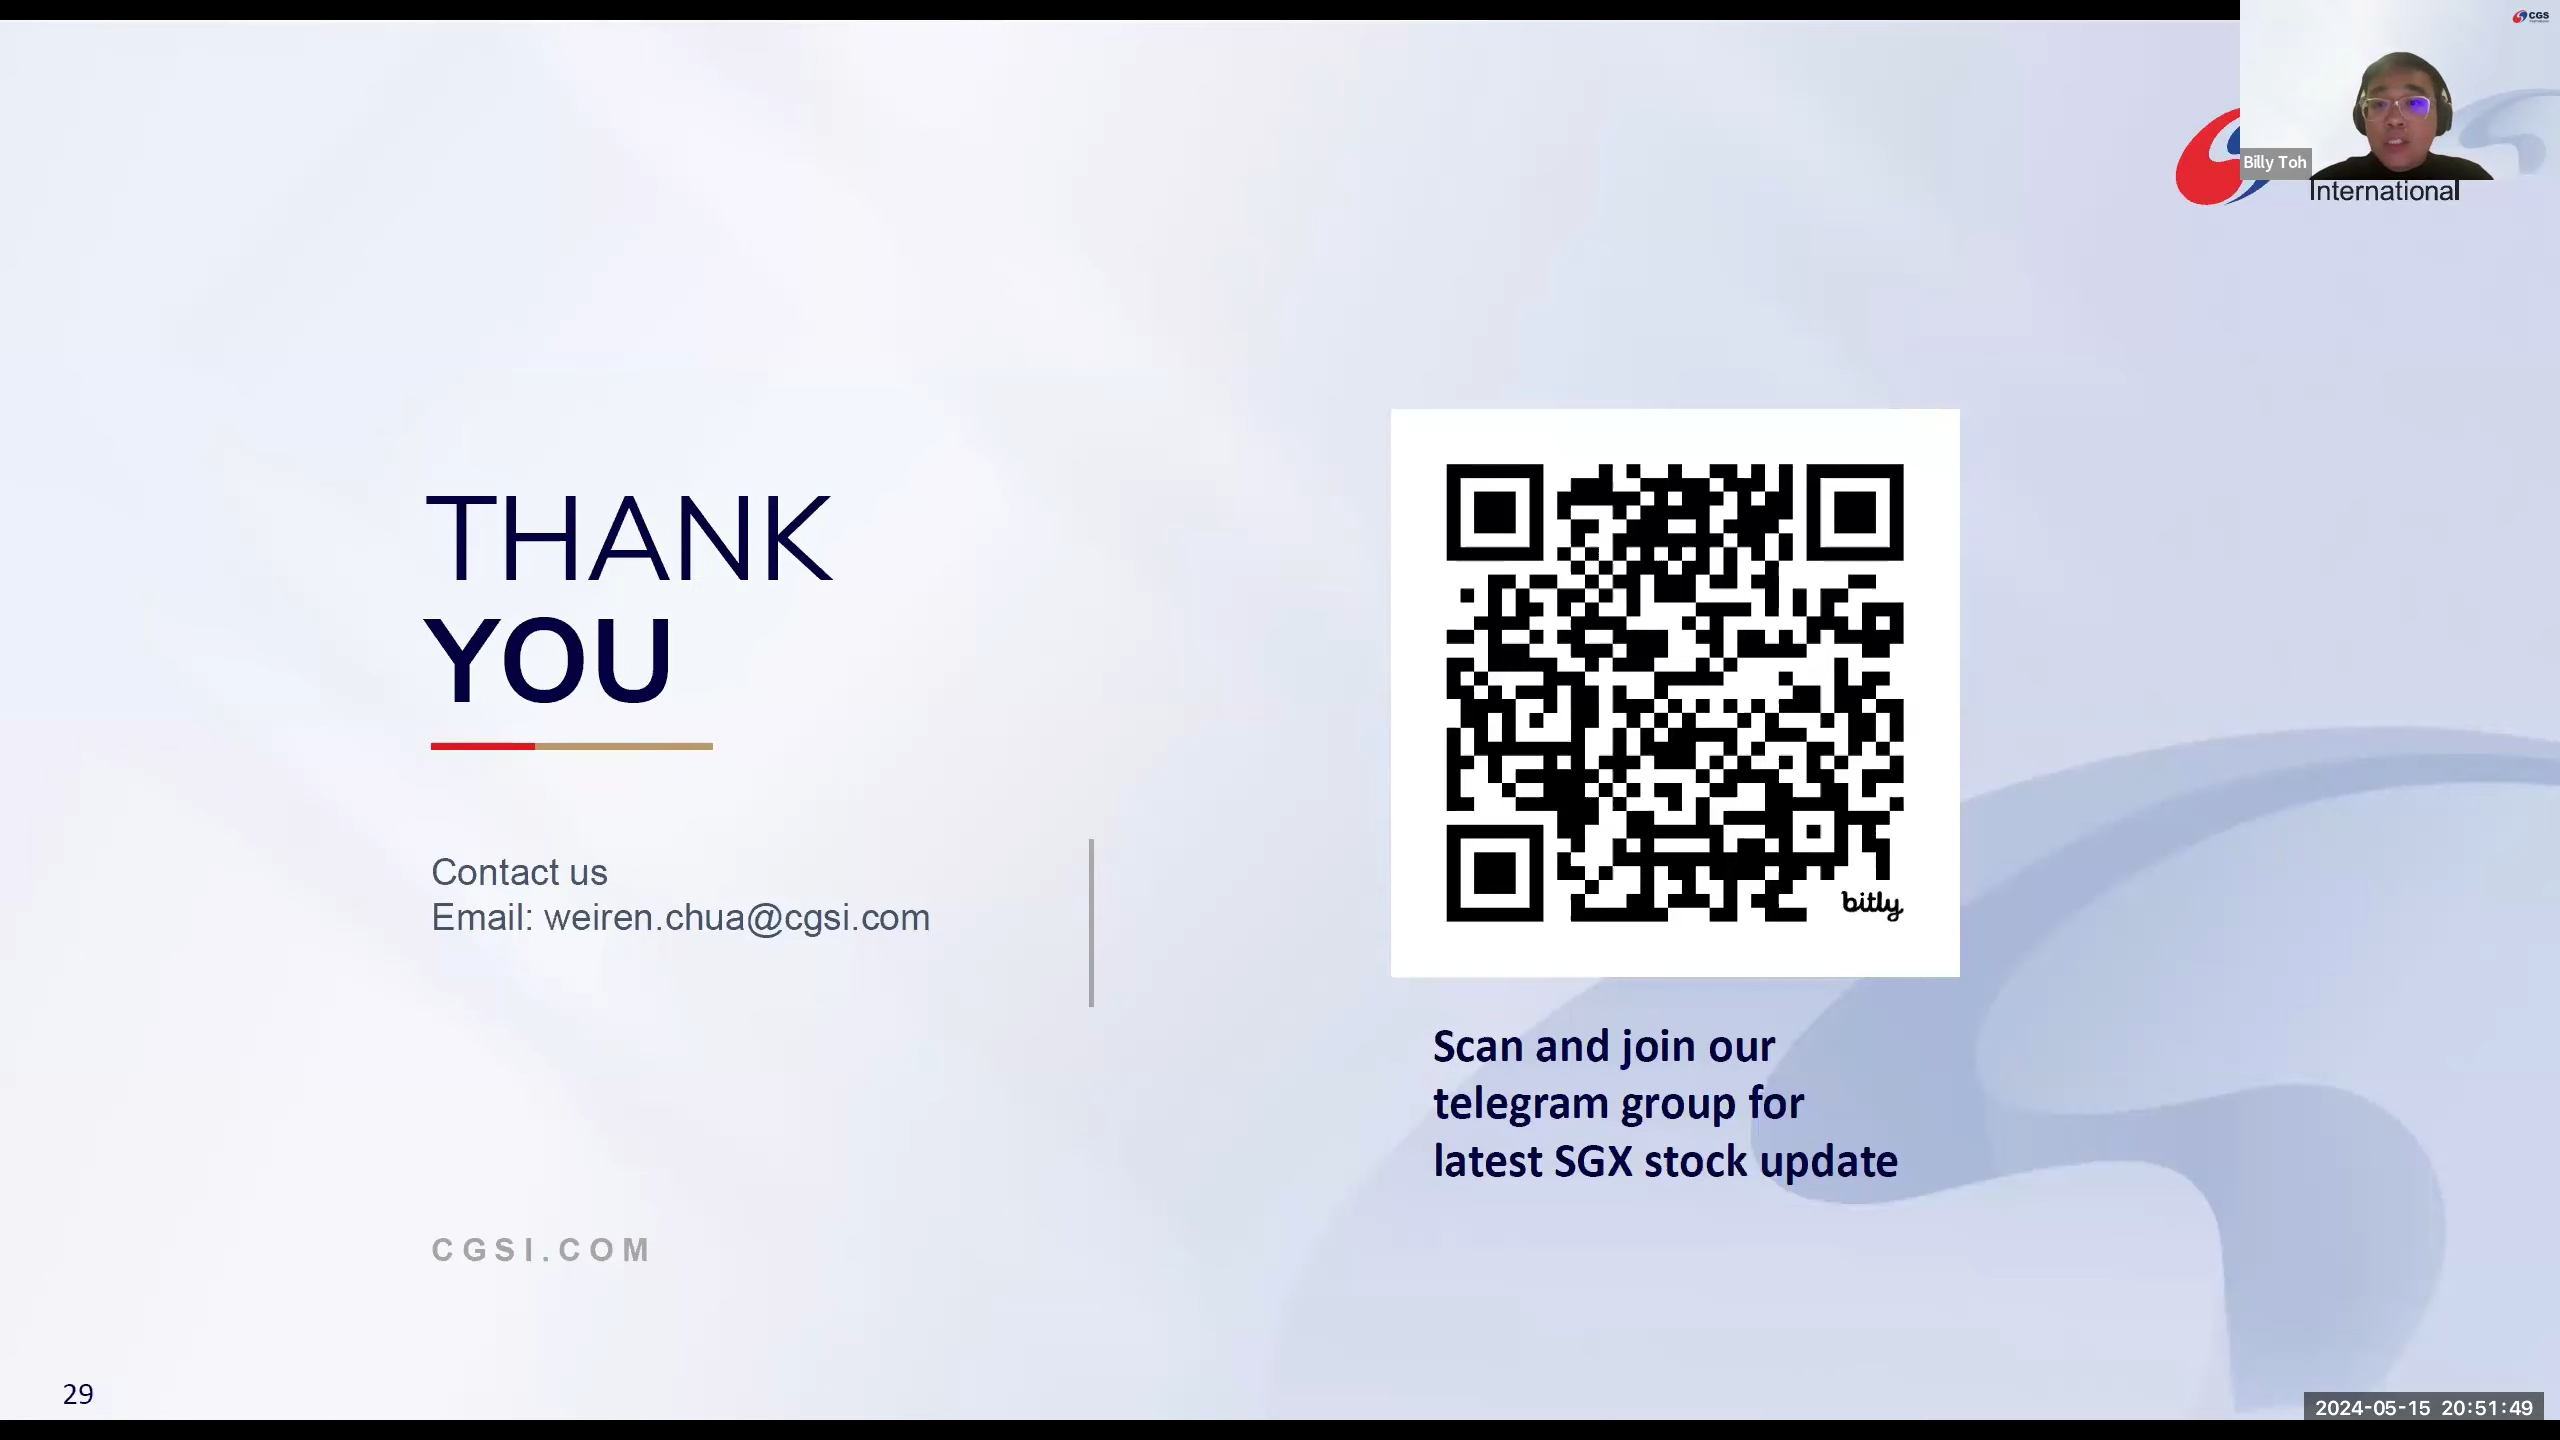 CGS
Billy Toh
International
THANK
YOU
Contact us
Email: weiren.chua@cgsi.com
bitly
Scan and join our
telegram group for
latest SGX stock update
CGSI.COM
29
2024-05-15 20:51:49